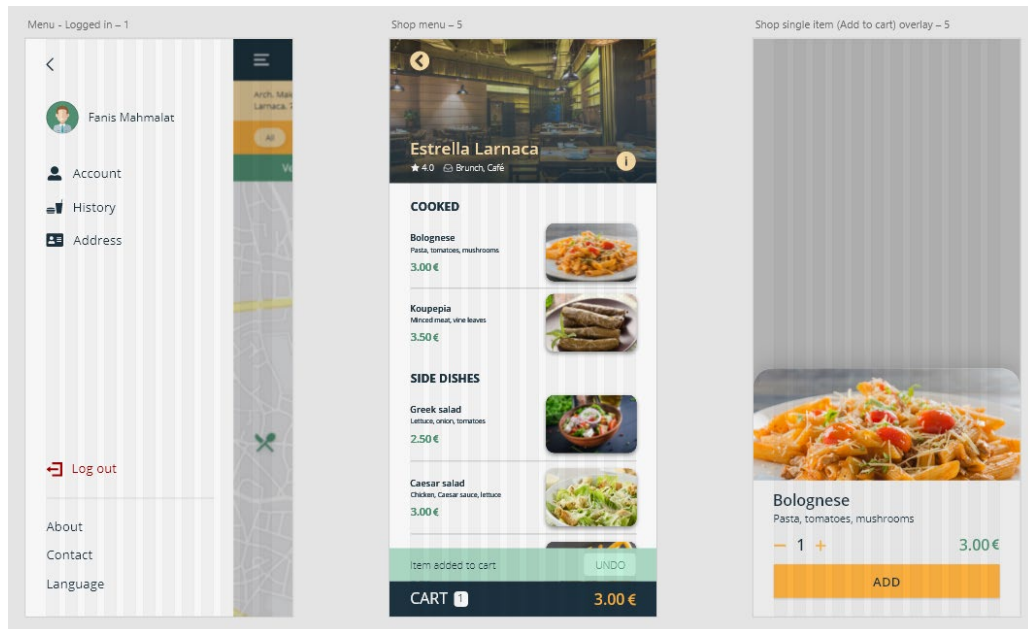 Menu - Logged in – 1
Fanis Mahmalat
Account
History
Address
Log out
About
Contact
Language
Arch.
Larnaca.
All
Shop menu – 5
Estrella Larnaca
4.0 Brunch, Café
i
COOKED
Bolognese
Pasta, tomatoes, mushrooms
3.00 €
Koupepia
Minced meat, vine leaves
3.50 €
SIDE DISHES
Greek salad
Lettuce, onion, tomatoes
2.50 €
Caesar salad
Chicken, Caesar sauce, lettuce
3.00 €
Item added to cart UNDO
CART 1 3.00 €
Shop single item (Add to cart) overlay – 5
Bolognese
Pasta, tomatoes, mushrooms
– 1 + 3.00 €
ADD